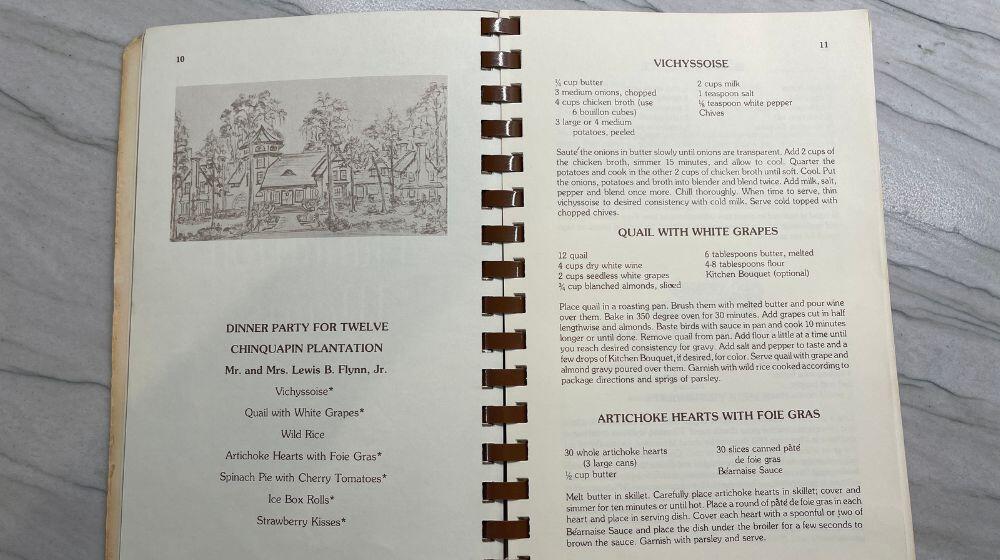 10
DINNER PARTY FOR TWELVE
CHINQUAPIN PLANTATION
Mr. and Mrs. Lewis B. Flynn, Jr.
Vichyssoise*
Quail with White Grapes*
Wild Rice
Artichoke Hearts with Foie Gras*
Spinach Pie with Cherry Tomatoes*
Ice Box Rolls*
Strawberry Kisses*
11
VICHYSSOISE
¼ cup butter
3 medium onions, chopped
4 cups chicken broth (use
6 bouillon cubes)
3 large or 4 medium
potatoes, peeled
2 cups milk
1 teaspoon salt
teaspoon white pepper
Chives
Sauté the onions in butter slowly until onions are transparent. Add 2 cups of
the chicken broth, simmer 15 minutes, and allow to cool. Quarter the
potatoes and cook in the other 2 cups of chicken broth until soft. Cool. Put
the onions, potatoes and broth into blender and blend twice. Add milk, salt,
pepper and blend once more. Chill thoroughly. When time to serve, thin
vichyssoise to desired consistency with cold milk. Serve cold topped with
chopped chives.
QUAIL WITH WHITE GRAPES
12 quail
4 cups dry white wine
2 cups seedless white grapes
¾ cup blanched almonds, sliced
6 tablespoons butter, melted
4-8 tablespoons flour
Kitchen Bouquet (optional)
Place quail in a roasting pan. Brush them with melted butter and pour wine
over them. Bake in 350 degree oven for 30 minutes. Add grapes cut in half
lengthwise and almonds. Baste birds with sauce in pan and cook 10 minutes
longer or until done. Remove quail from pan. Add flour a little at a time until
you reach desired consistency for gravy. Add salt and pepper to taste and a
few drops of Kitchen Bouquet, if desired, for color. Serve quail with grape and
almond gravy poured over them. Garnish with wild rice cooked according to
package directions and sprigs of parsley.
ARTICHOKE HEARTS WITH FOIE GRAS
30 whole artichoke hearts
(3 large cans)
½ cup butter
30 slices canned pâté
de foie gras
Béarnaise Sauce
Melt butter in skillet. Carefully place artichoke hearts in skillet; cover and
simmer for ten minutes or until hot. Place a round of pâté de foie gras in each
heart and place in serving dish. Cover each heart with a spoonful or two of
Béarnaise Sauce and place the dish under the broiler for a few seconds to
brown the sauce. Garnish with parsley and serve.